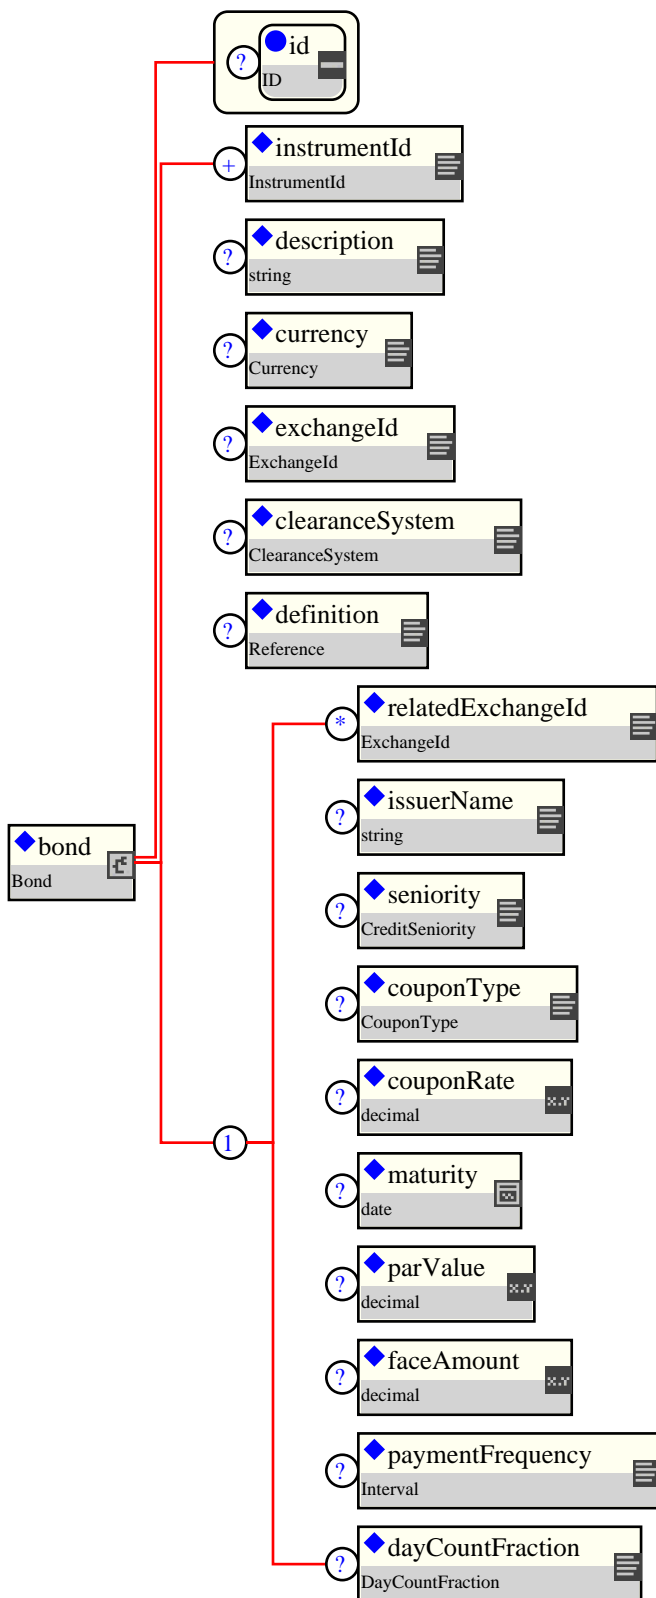 id
?
ID
instrumentId
+
InstrumentId
description
?
string
currency
?
Currency
exchangeId
?
ExchangeId
clearanceSystem
?
ClearanceSystem
definition
?
Reference
relatedExchangeId
*
ExchangeId
issuerName
?
string
bond
Bond
seniority
?
CreditSeniority
couponType
?
CouponType
couponRate
?
x.Y
decimal
1
maturity
?
date
parValue
?
x.Y
decimal
faceAmount
?
x.Y
decimal
paymentFrequency
?
Interval
dayCountFraction
?
DayCountFraction